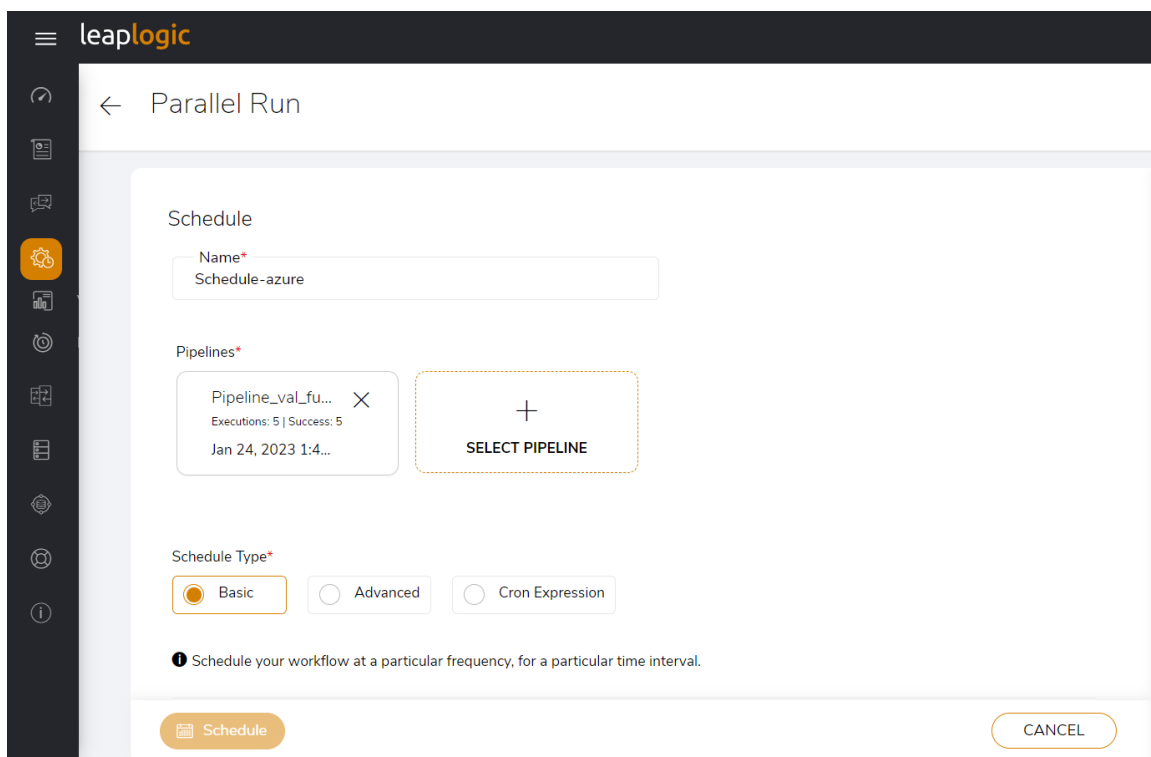 leaplogic
Parallel Run
Schedule
Name*
Schedule-azure
Pipelines*
Pipeline_val_fu...
Executions: 5 | Success: 5
Jan 24, 2023 1:4...
SELECT PIPELINE
Schedule Type*
Basic
Advanced
Cron Expression
Schedule your workflow at a particular frequency, for a particular time interval.
Schedule
CANCEL